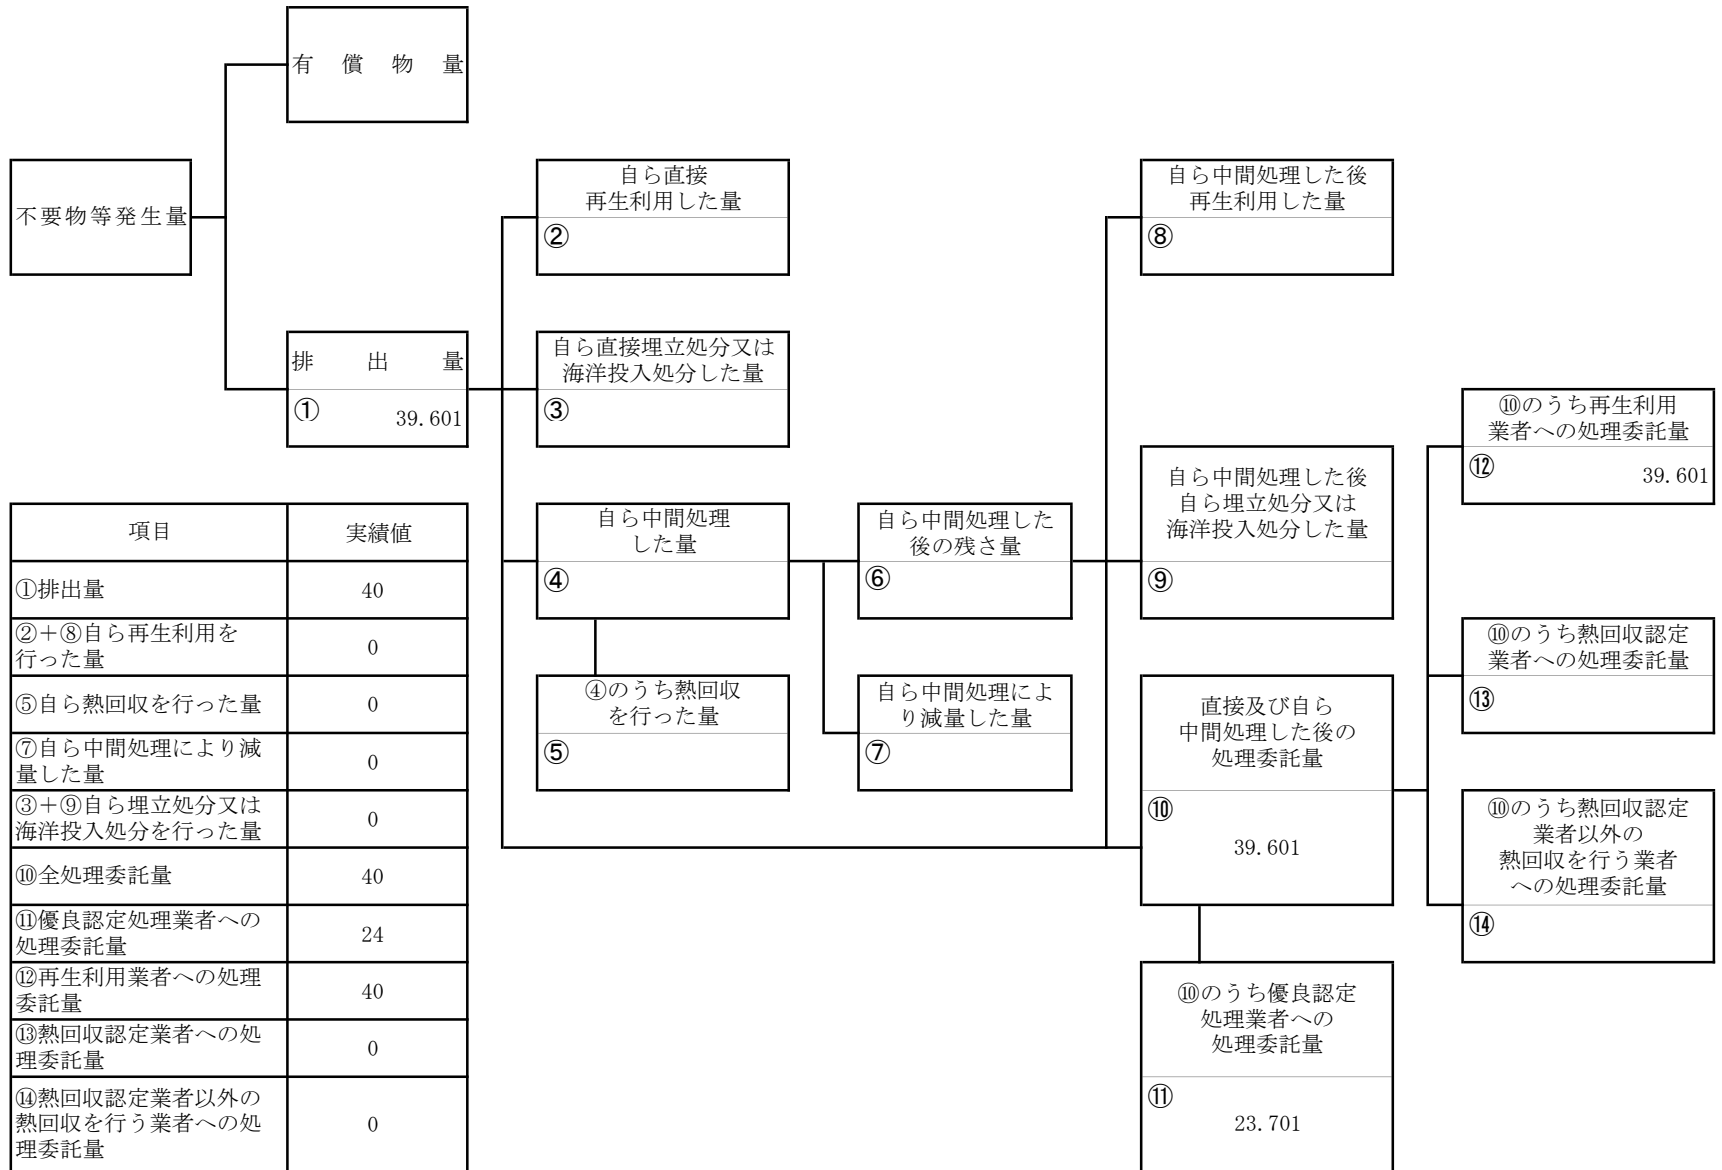 有償物量
不要物等発生量
排出量
① 39.601
自ら直接
再生利用した量
②
自ら直接埋立処分又は
海洋投入処分した量
③
自ら中間処理
した量
④
④のうち熱回収
を行った量
⑤
自ら中間処理した
後の残さ量
⑥
自ら中間処理によ
り減量した量
⑦
自ら中間処理した後
再生利用した量
⑧
自ら中間処理した後
自ら埋立処分又は
海洋投入処分した量
⑨
直接及び自ら
中間処理した後の
処理委託量
⑩
39.601
⑩のうち優良認定
処理業者への
処理委託量
⑪
23.701
⑩のうち再生利用
業者への処理委託量
⑫
39.601
⑩のうち熱回収認定
業者への処理委託量
⑬
⑩のうち熱回収認定
業者以外の
熱回収を行う業者
への処理委託量
⑭
項目 実績値
①排出量 40
②+⑧自ら再生利用を
行った量 0
⑤自ら熱回収を行った量 0
⑦自ら中間処理により減
量した量 0
③+⑨自ら埋立処分又は
海洋投入処分を行った量 0
⑩全処理委託量 40
⑪優良認定処理業者への
処理委託量 24
⑫再生利用業者への処理
委託量 40
⑬熱回収認定業者への処
理委託量 0
⑭熱回収認定業者以外の
熱回収を行う業者への処
理委託量 0